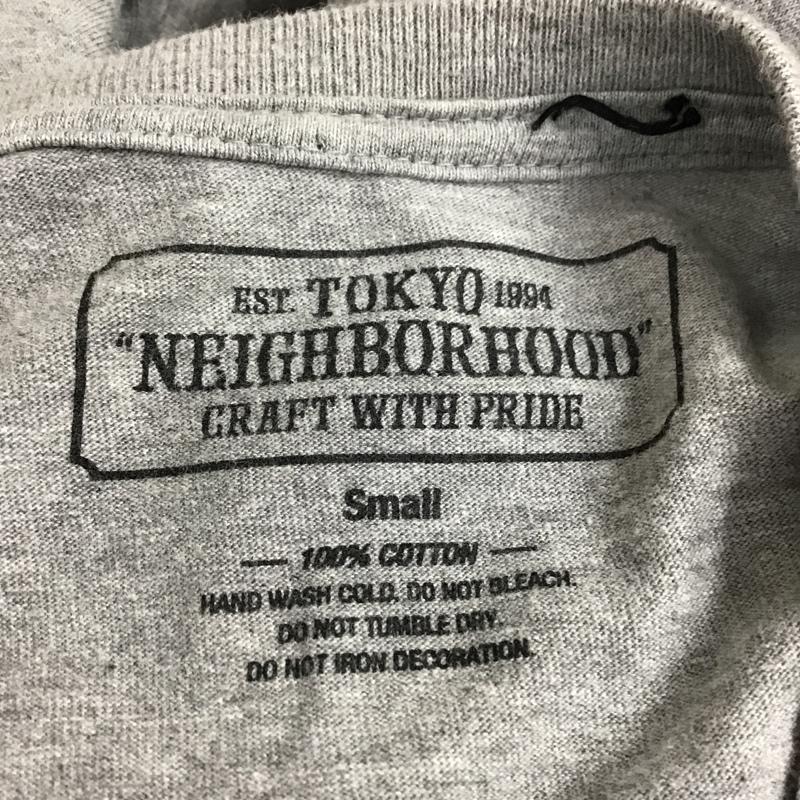 EST. TOKYO 1994
"NEIGHBORHOOD"
CRAFT WITH PRIDE
Small
— 100% COTTON —
HAND WASH COLD. DO NOT BLEACH.
DO NOT TUMBLE DRY.
DO NOT IRON DECORATION.